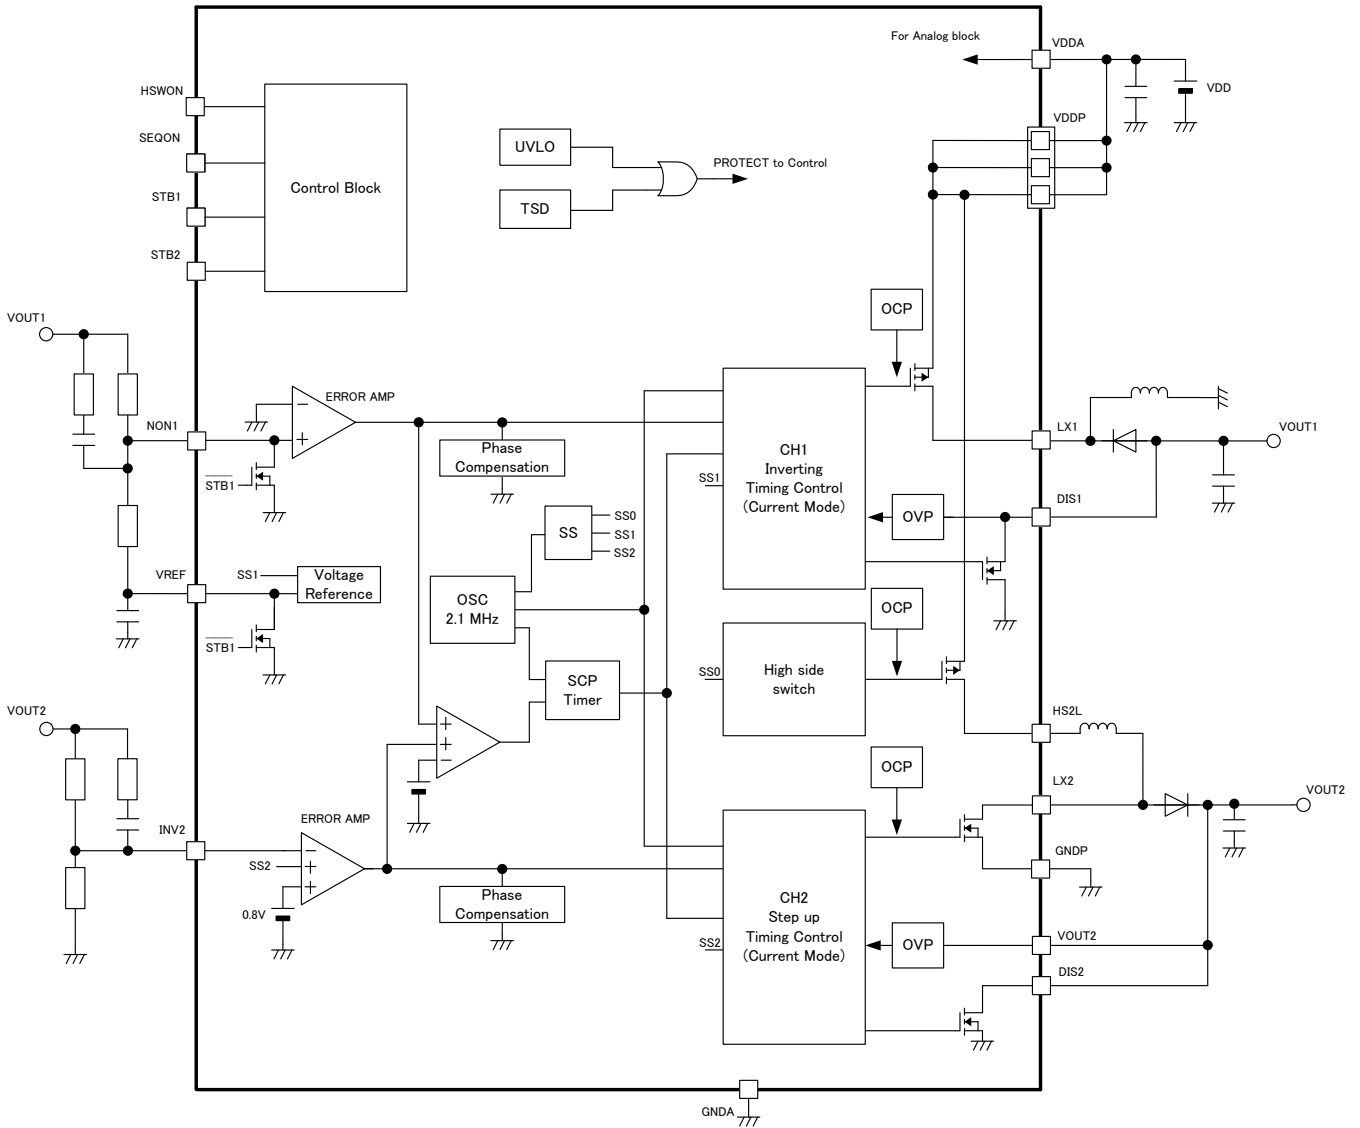 For Analog block
VDDA
VDD
VDDP
HSWON
SEQON
STB1
STB2
Control Block
UVLO
TSD
PROTECT to Control
VOUT1
NON1
STB1
ERROR AMP
−
+
Phase
Compensation
OCP
CH1
Inverting
Timing Control
(Current Mode)
SS1
LX1
VOUT1
DIS1
OVP
SS
SS0
SS1
SS2
VREF
SS1
Voltage
Reference
STB1
OSC
2.1 MHz
SCP
Timer
OCP
SS0
High side
switch
HS2L
VOUT2
+
+
−
OCP
LX2
VOUT2
INV2
ERROR AMP
−
SS2
+
+
0.8V
Phase
Compensation
GNDP
CH2
Step up
Timing Control
(Current Mode)
SS2
OVP
VOUT2
DIS2
GNDA